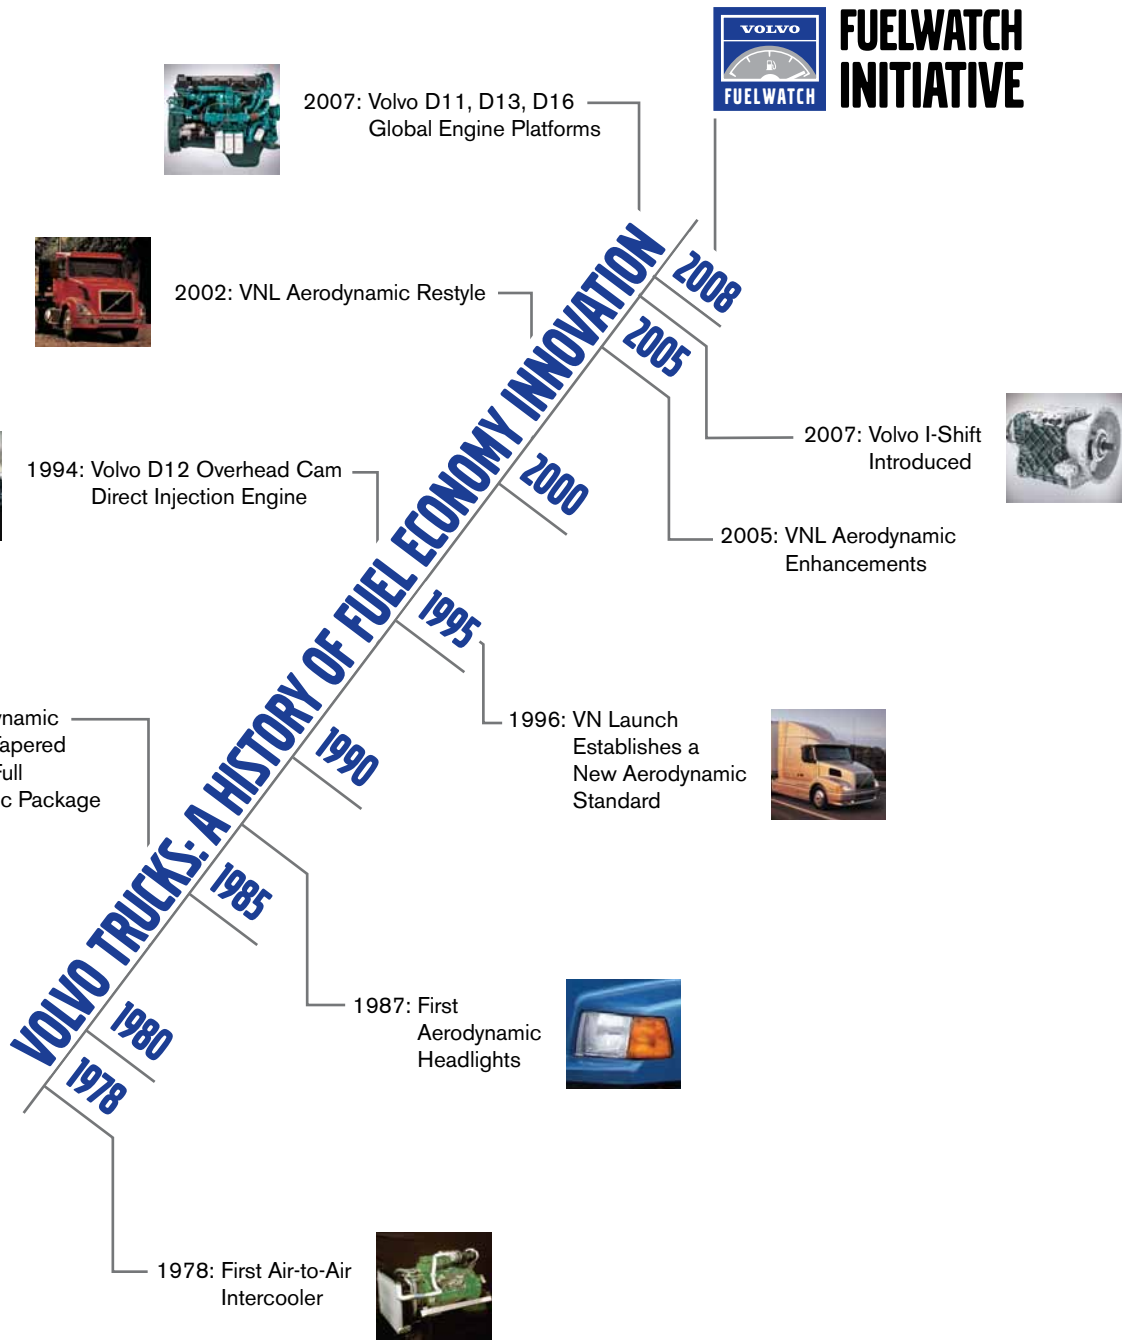 VOLVO
FUELWATCH
FUELWATCH
INITIATIVE
2007: Volvo D11, D13, D16
Global Engine Platforms
2002: VNL Aerodynamic Restyle
1994: Volvo D12 Overhead Cam
Direct Injection Engine
Tapered
Package
VOLVO TRUCKS: A HISTORY OF FUEL ECONOMY INNOVATION
2008
2005
2000
1995
1990
1985
1980
1978
2007: Volvo I-Shift
Introduced
2005: VNL Aerodynamic
Enhancements
1996: VN Launch
Establishes a
New Aerodynamic
Standard
1987: First
Aerodynamic
Headlights
1978: First Air-to-Air
Intercooler